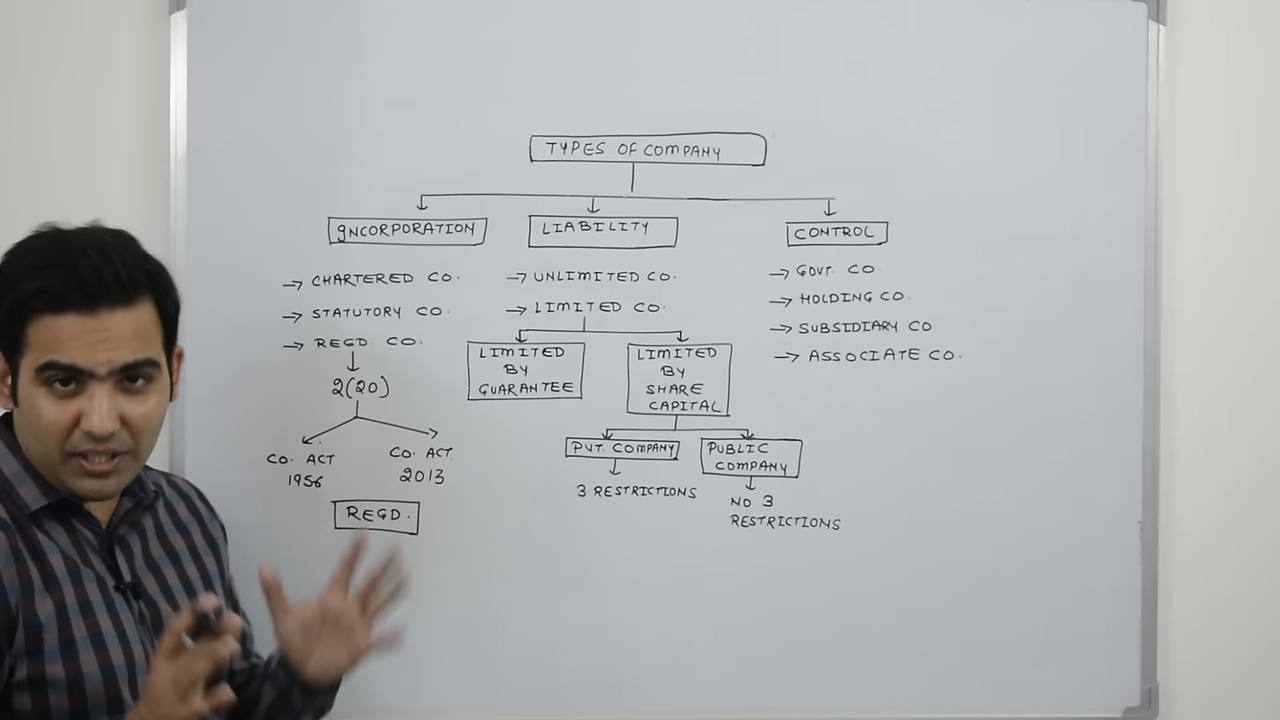 TYPES OF COMPANY
INCORPORATION
→ CHARTERED CO.
→ STATUTORY CO.
→ REGD. CO.
2(20)
CO. ACT
1956
CO. ACT.
2013
REGD.
LIABILITY
→ UNLIMITED CO.
→ LIMITED CO.
LIMITED
BY
GUARANTEE
LIMITED
BY
SHARE
CAPITAL
PVT. COMPANY
3 RESTRICTIONS
PUBLIC
COMPANY
NO 3
RESTRICTIONS
CONTROL
→ GOVT. CO
→ HOLDING CO.
→ SUBSIDIARY CO
→ ASSOCIATE CO.